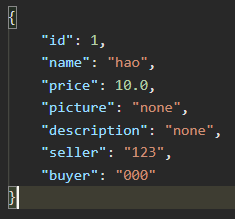 {
"id": 1,
"name": "hao",
"price": 10.0,
"picture": "none",
"description": "none",
"seller": "123",
"buyer": "000"
}